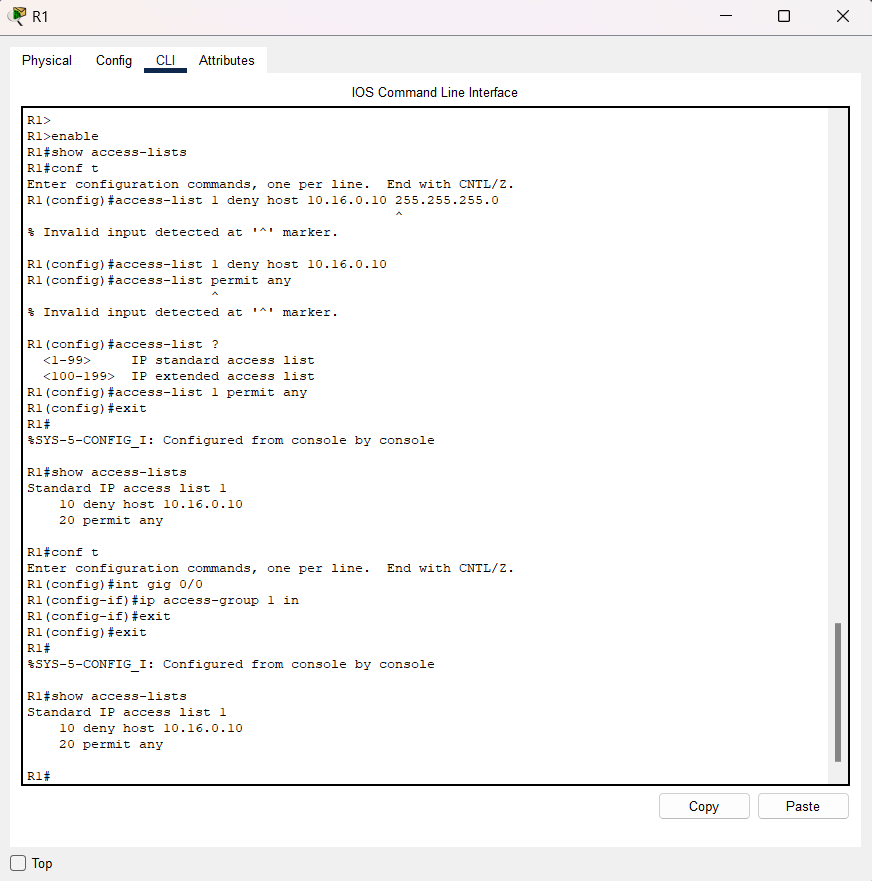 R1
Physical Config CLI Attributes
IOS Command Line Interface
R1>
R1>enable
R1#show access-lists
R1#conf t
Enter configuration commands, one per line.  End with CNTL/Z.
R1(config)#access-list 1 deny host 10.16.0.10 255.255.255.0
                                              ^
% Invalid input detected at '^' marker.
R1(config)#access-list 1 deny host 10.16.0.10
R1(config)#access-list permit any
                       ^
% Invalid input detected at '^' marker.
R1(config)#access-list ?
  <1-99>     IP standard access list
  <100-199>  IP extended access list
R1(config)#access-list 1 permit any
R1(config)#exit
R1#
%SYS-5-CONFIG_I: Configured from console by console
R1#show access-lists
Standard IP access list 1
    10 deny host 10.16.0.10
    20 permit any
R1#conf t
Enter configuration commands, one per line.  End with CNTL/Z.
R1(config)#int gig 0/0
R1(config-if)#ip access-group 1 in
R1(config-if)#exit
R1(config)#exit
R1#
%SYS-5-CONFIG_I: Configured from console by console
R1#show access-lists
Standard IP access list 1
    10 deny host 10.16.0.10
    20 permit any
R1#
Copy Paste
Top